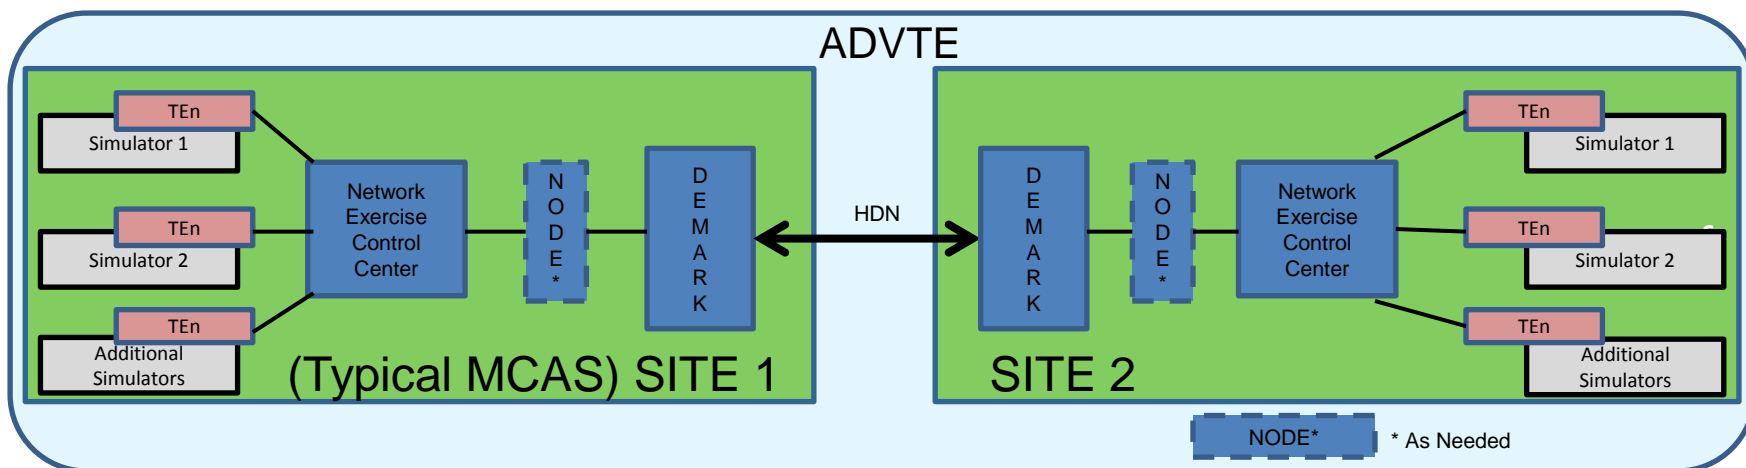 ADVTE
TEn
Simulator 1
TEn
Simulator 2
TEn
Additional
Simulators
Network
Exercise
Control
Center
N
O
D
E
*
D
E
M
A
R
K
(Typical MCAS) SITE 1
HDN
D
E
M
A
R
K
N
O
D
E
*
Network
Exercise
Control
Center
TEn
Simulator 1
TEn
Simulator 2
TEn
Additional
Simulators
SITE 2
NODE*
* As Needed